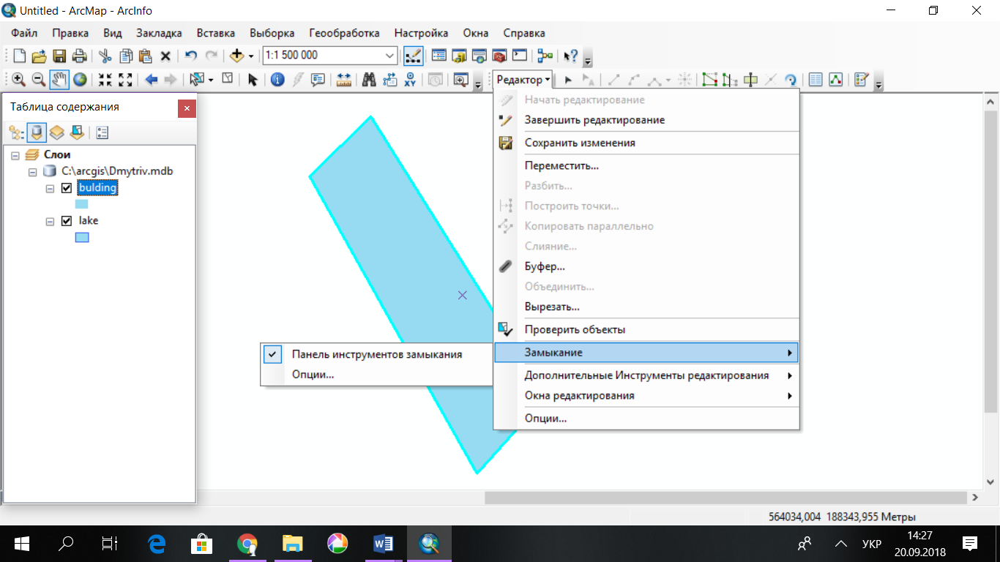 Untitled - ArcMap - ArcInfo
Файл Правка Вид Закладка Вставка Выборка Геообработка Настройка Окна Справка
1:1 500 000
Редактор
Таблица содержания
Слои
C:\arcgis\Dmytriv.mdb
bulding
lake
Начать редактирование
Завершить редактирование
Сохранить изменения
Переместить...
Разбить...
Построить точки...
Копировать параллельно
Слияние...
Буфер...
Объединить...
Вырезать...
Проверить объекты
Замыкание
Панель инструментов замыкания
Опции...
Дополнительные Инструменты редактирования
Окна редактирования
Опции...
564034,004 188343,955 Метры
УКР
14:27
20.09.2018